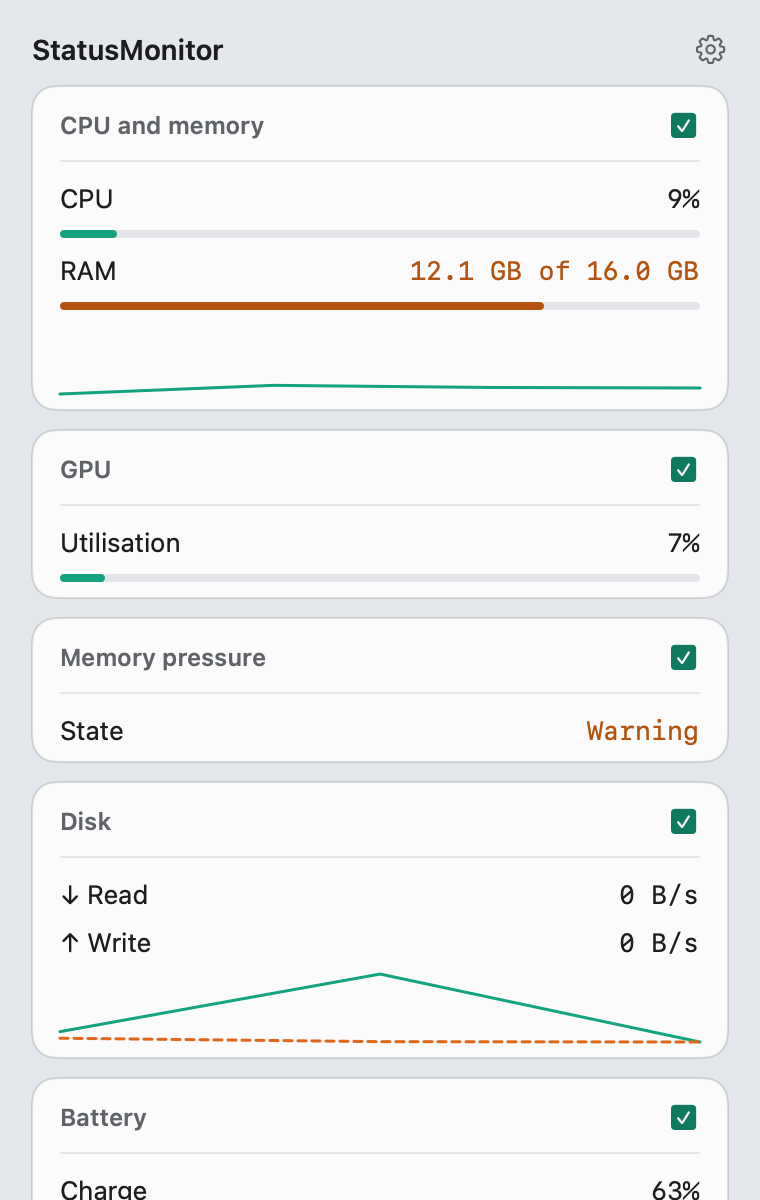 StatusMonitor
CPU and memory
CPU 9%
RAM 12.1 GB of 16.0 GB
GPU
Utilisation 7%
Memory pressure
State Warning
Disk
↓ Read 0 B/s
↑ Write 0 B/s
Battery
Charge 63%